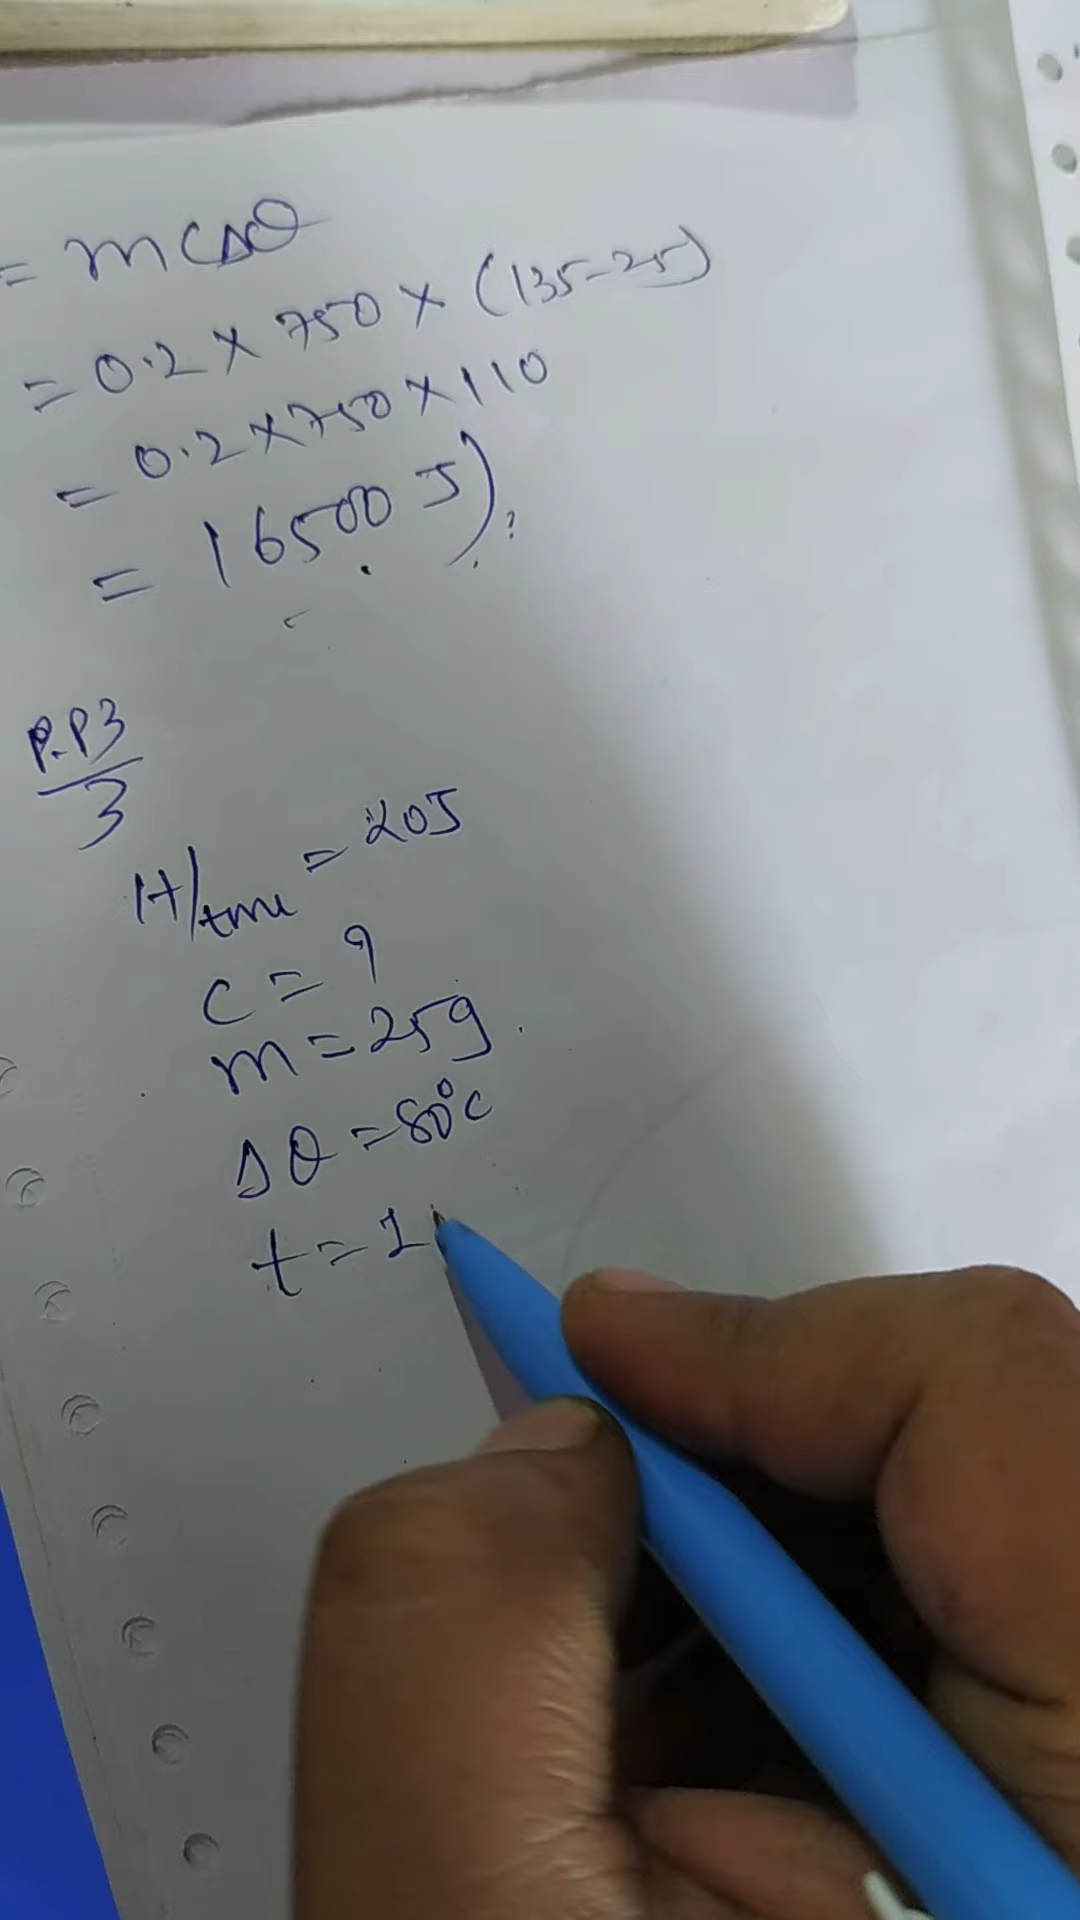 = mcΔθ
= 0.2 × 750 × (135-25)
= 0.2 × 750 × 110
= 16500 J)
P.P3
3
H/time = 20J
c = ?
m = 25g.
Δθ = 80°C
t = 1